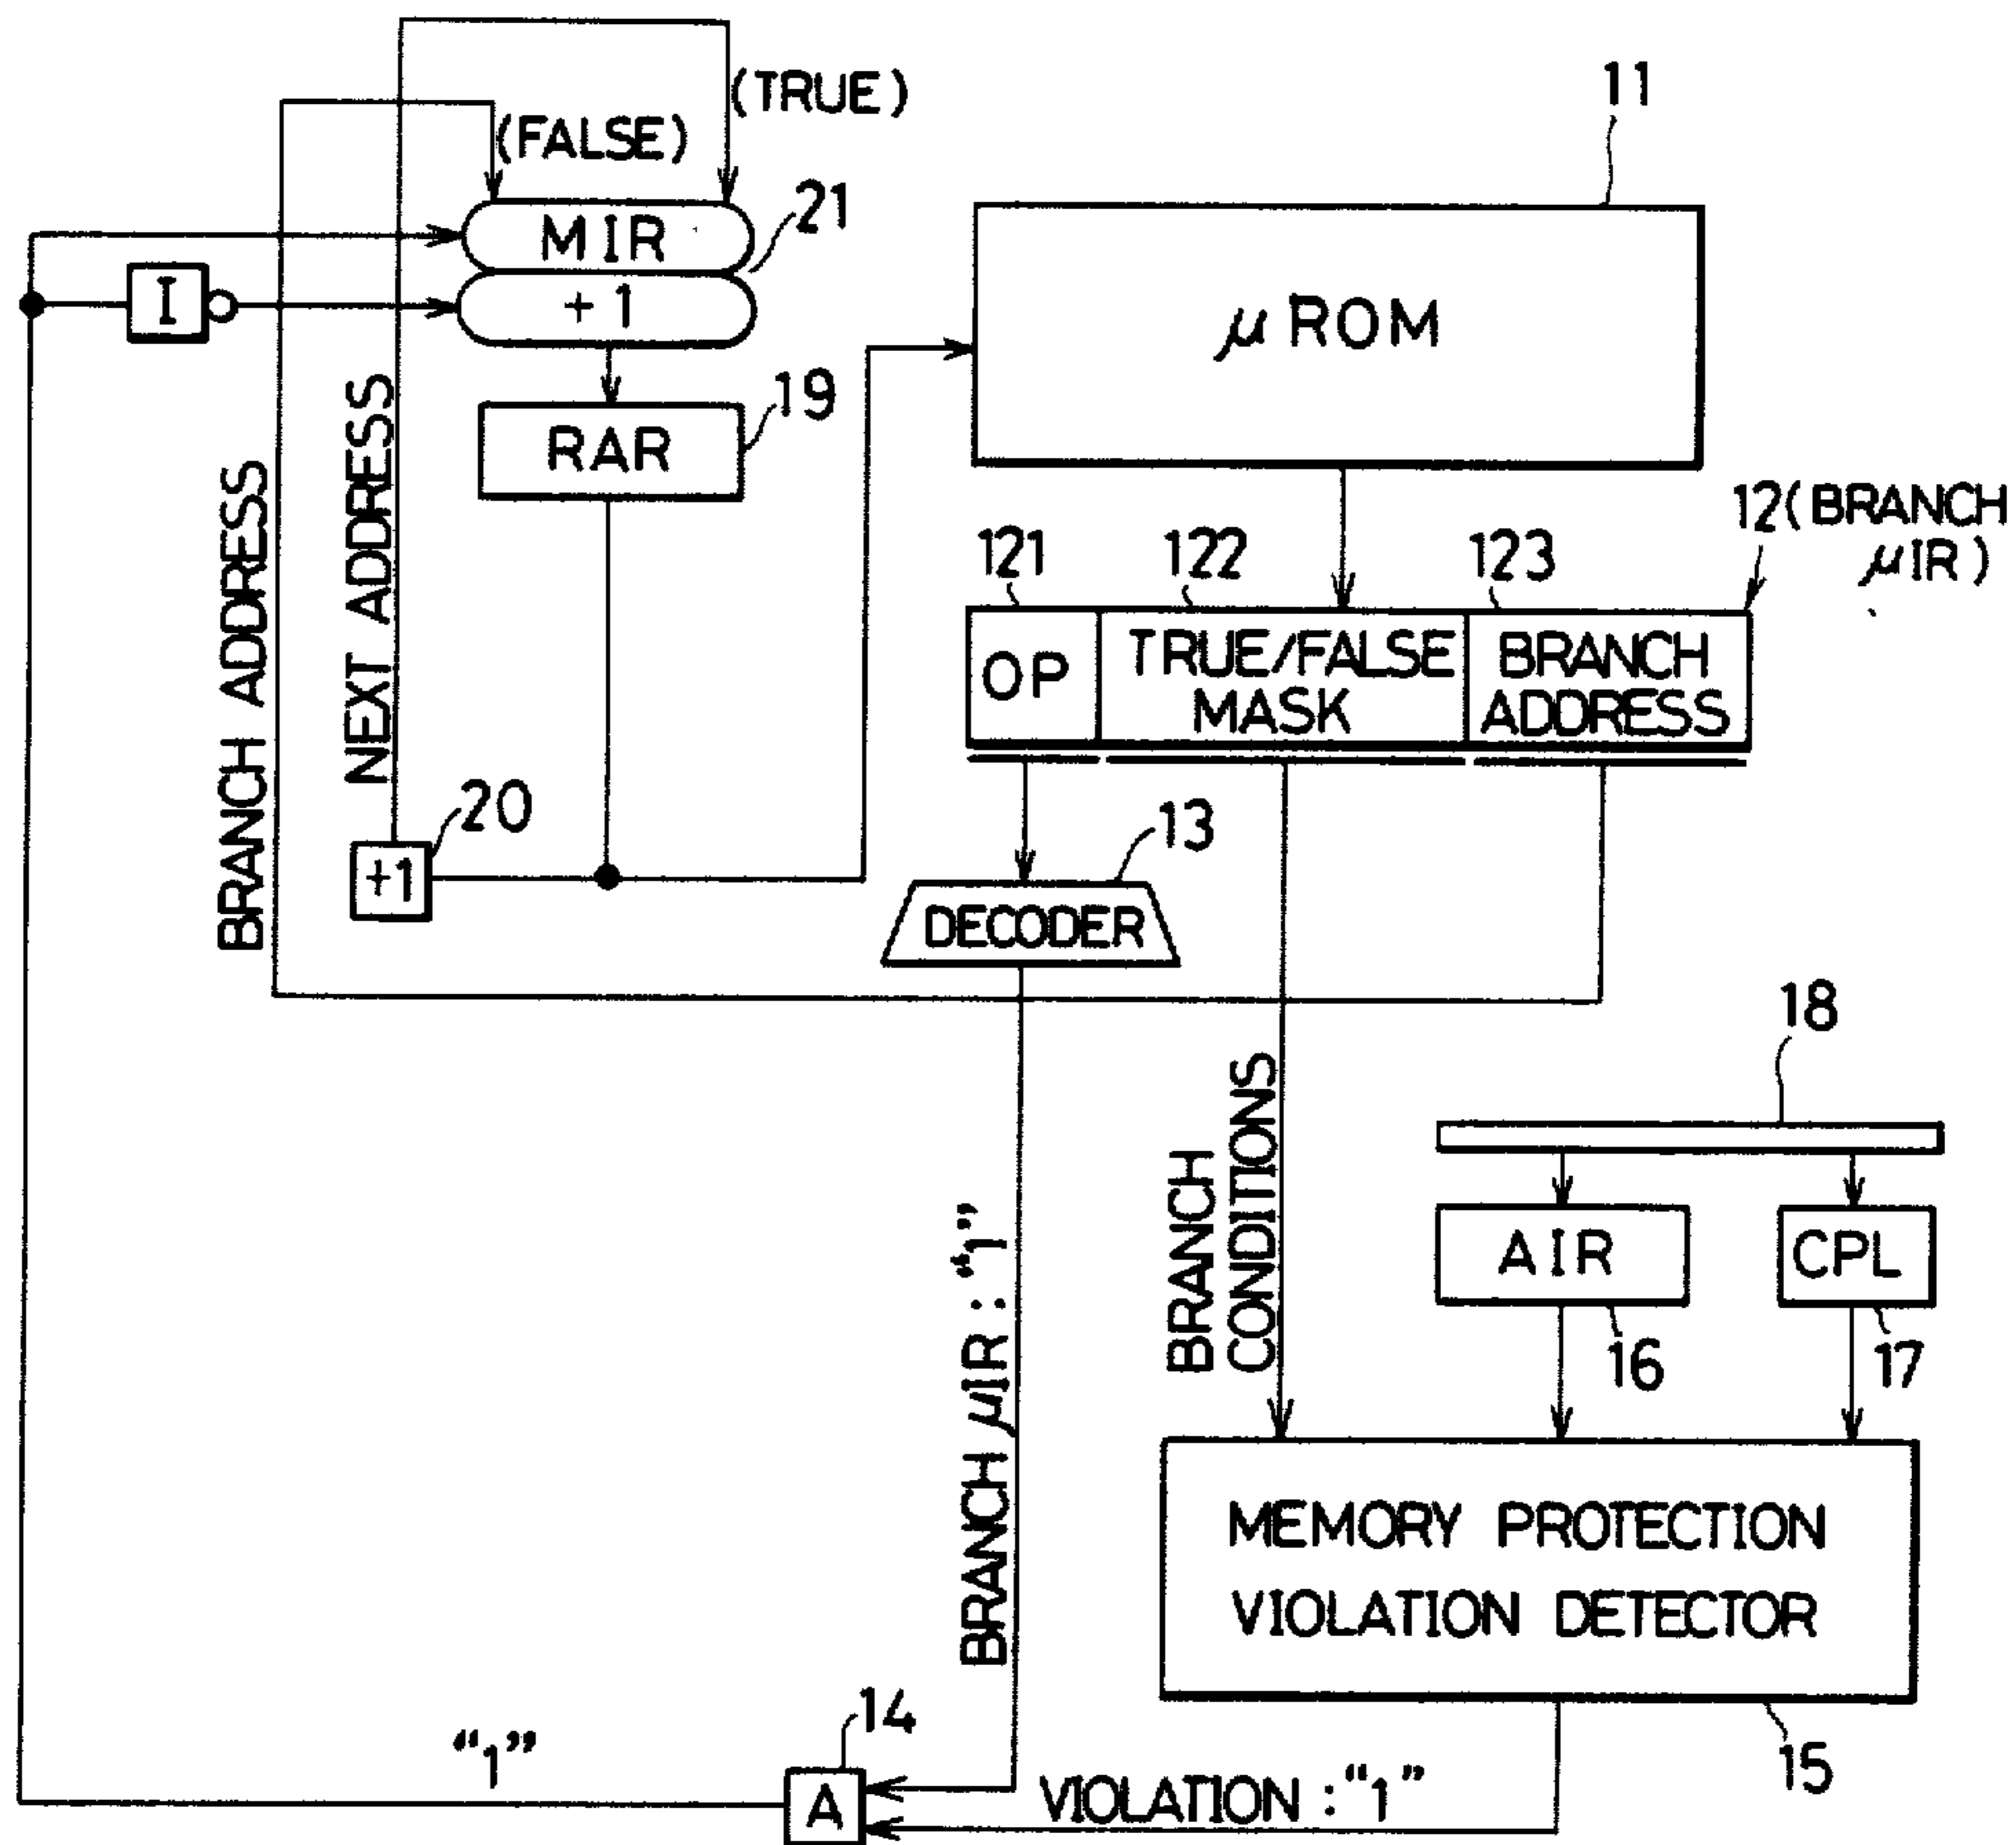 (TRUE)
(FALSE)
11
MIR
21
I
+1
μROM
RAR
19
BRANCH ADDRESS
NEXT ADDRESS
12(BRANCH
μIR)
121
122
123
OP
TRUE/FALSE
MASK
BRANCH
ADDRESS
20
+1
13
DECODER
18
BRANCH
CONDITIONS
AIR
CPL
16
17
BRANCH μIR: "1"
MEMORY PROTECTION
VIOLATION DETECTOR
15
14
"1"
A
VIOLATION: "1"